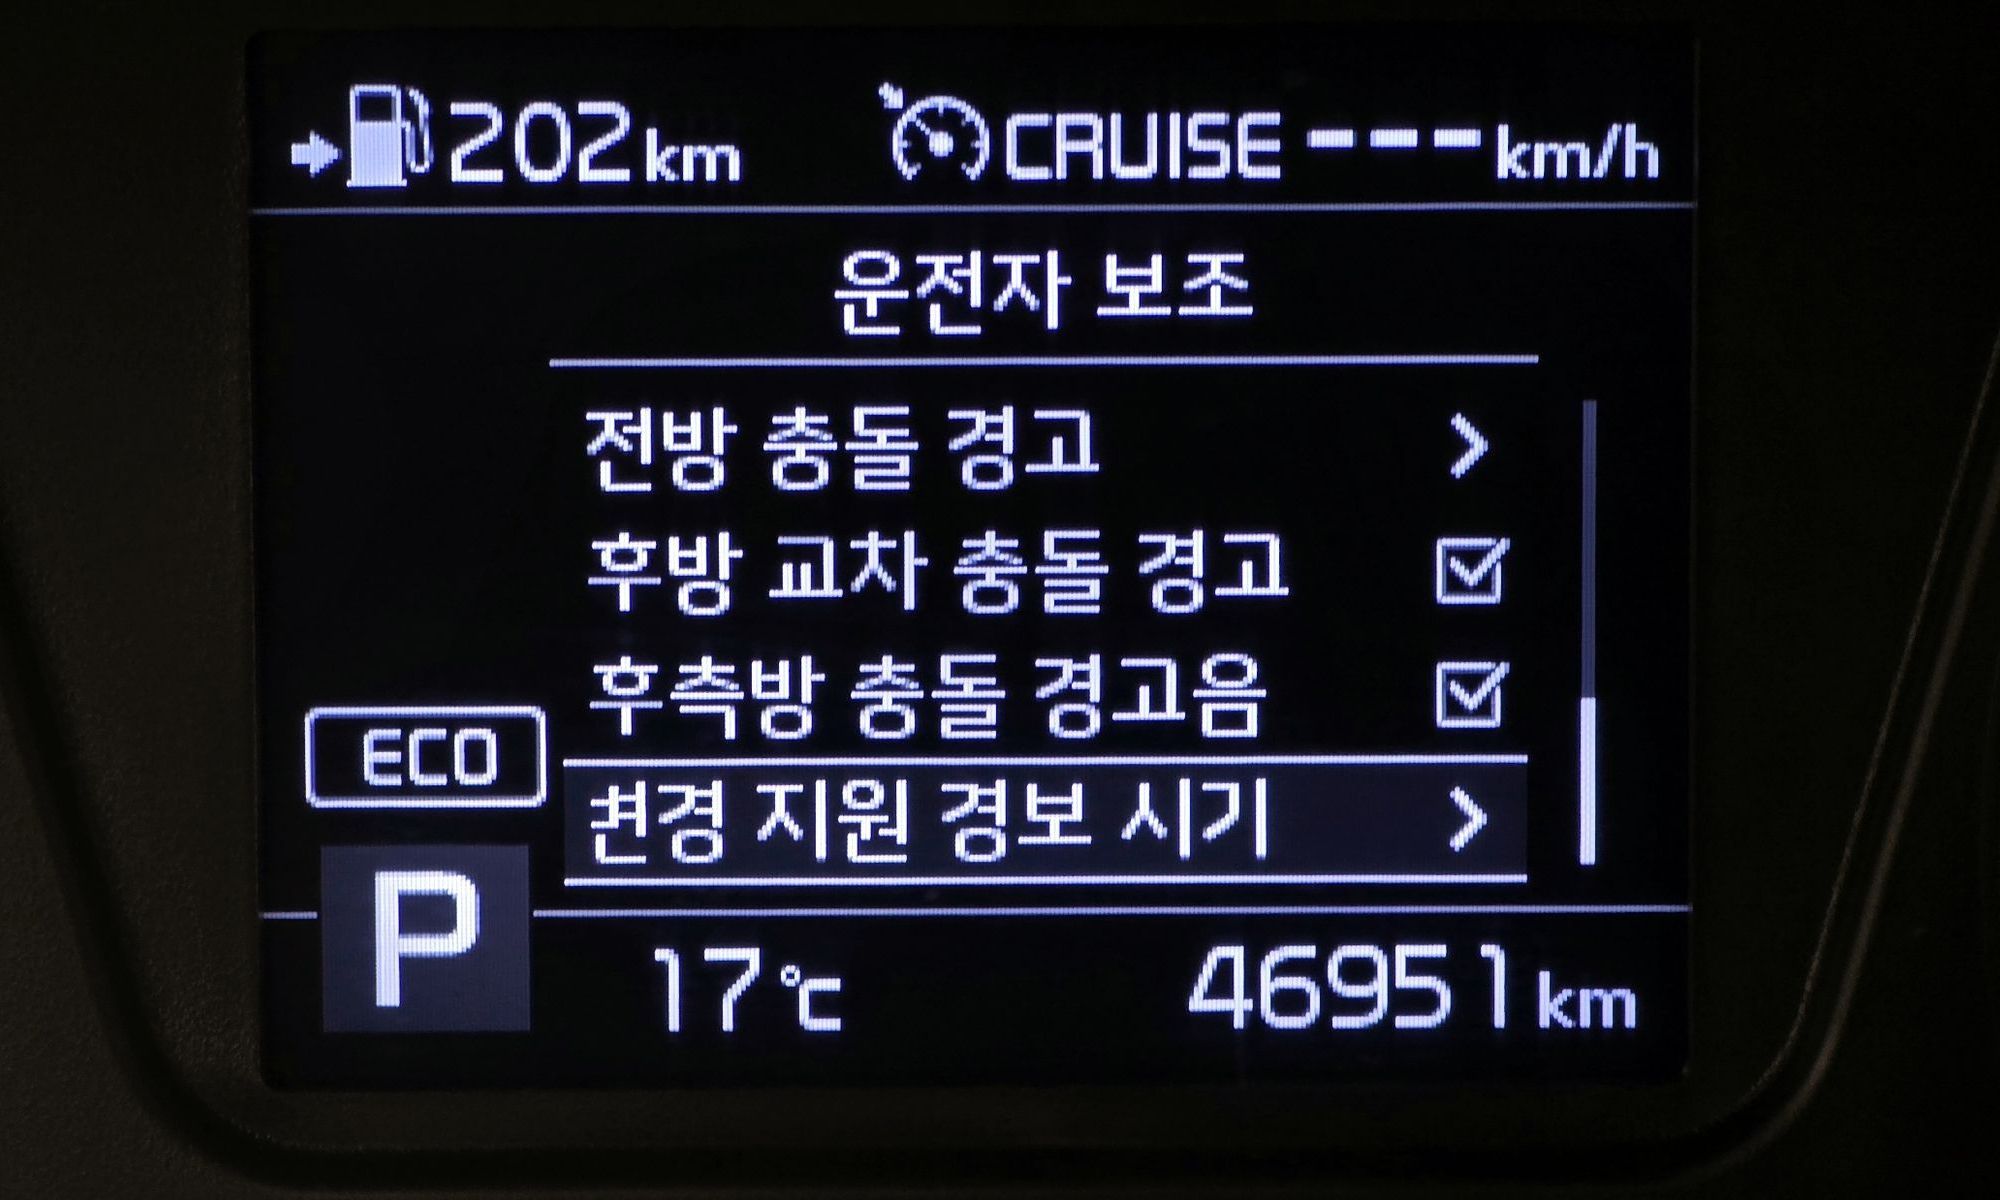 202km CRUISE ---km/h
운전자 보조
전방 충돌 경고 >
후방 교차 충돌 경고
후측방 충돌 경고음
ECO
변경 지원 경보 시기 >
P
17°C 46951km